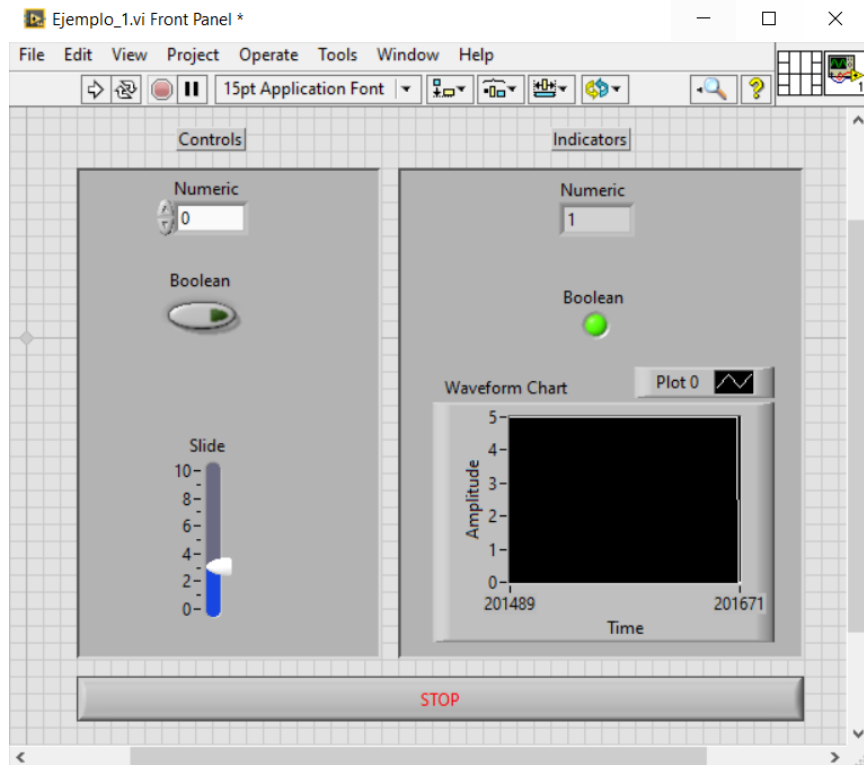 Ejemplo_1.vi Front Panel *
File Edit View Project Operate Tools Window Help
15pt Application Font
1
Controls
Indicators
Numeric
0
Numeric
1
Boolean
Boolean
Waveform Chart
Plot 0
Slide
10
8
6
4
2
0
Amplitude
5
4
3
2
1
0
201489
201671
Time
STOP